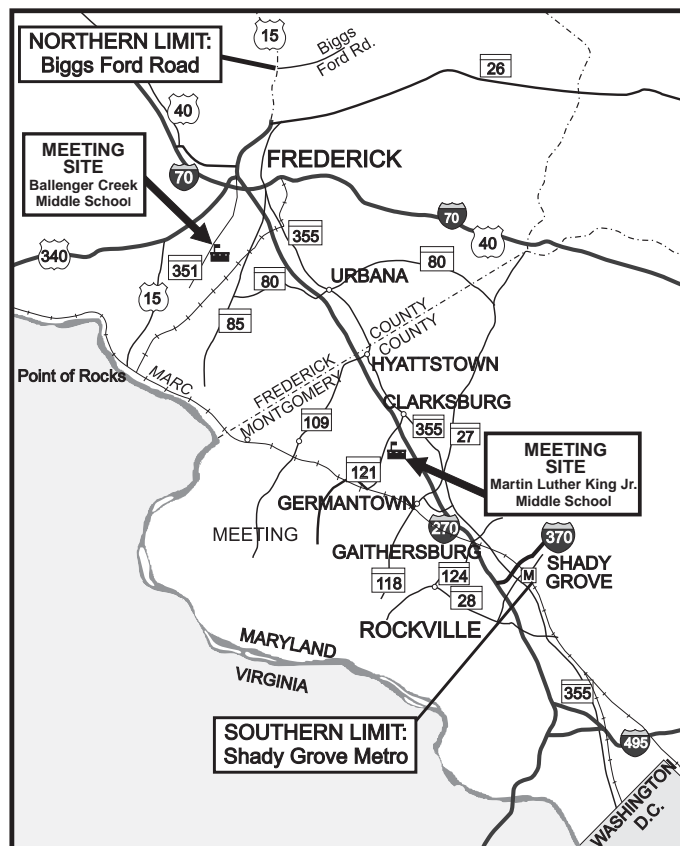 NORTHERN LIMIT:
Biggs Ford Road
15
Biggs
Ford Rd.
26
40
MEETING
SITE
Ballenger Creek
Middle School
FREDERICK
70
70
355
40
340
351
80
80
URBANA
15
85
COUNTY
COUNTY
FREDERICK
MONTGOMERY
HYATTSTOWN
Point of Rocks
MARC
CLARKSBURG
109
355
27
MEETING
SITE
Martin Luther King Jr.
Middle School
121
GERMANTOWN
MEETING
270
370
GAITHERSBURG
SHADY
GROVE
M
118
124
28
ROCKVILLE
MARYLAND
VIRGINIA
355
SOUTHERN LIMIT:
Shady Grove Metro
495
WASHINGTON
D.C.